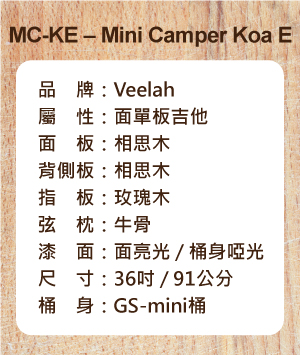 MC-KE – Mini Camper Koa E
品　牌：Veelah
屬　性：面單板吉他
面　板：相思木
背側板：相思木
指　板：玫瑰木
弦　枕：牛骨
漆　面：面亮光 / 桶身啞光
尺　寸：36吋 / 91公分
桶　身：GS-mini桶